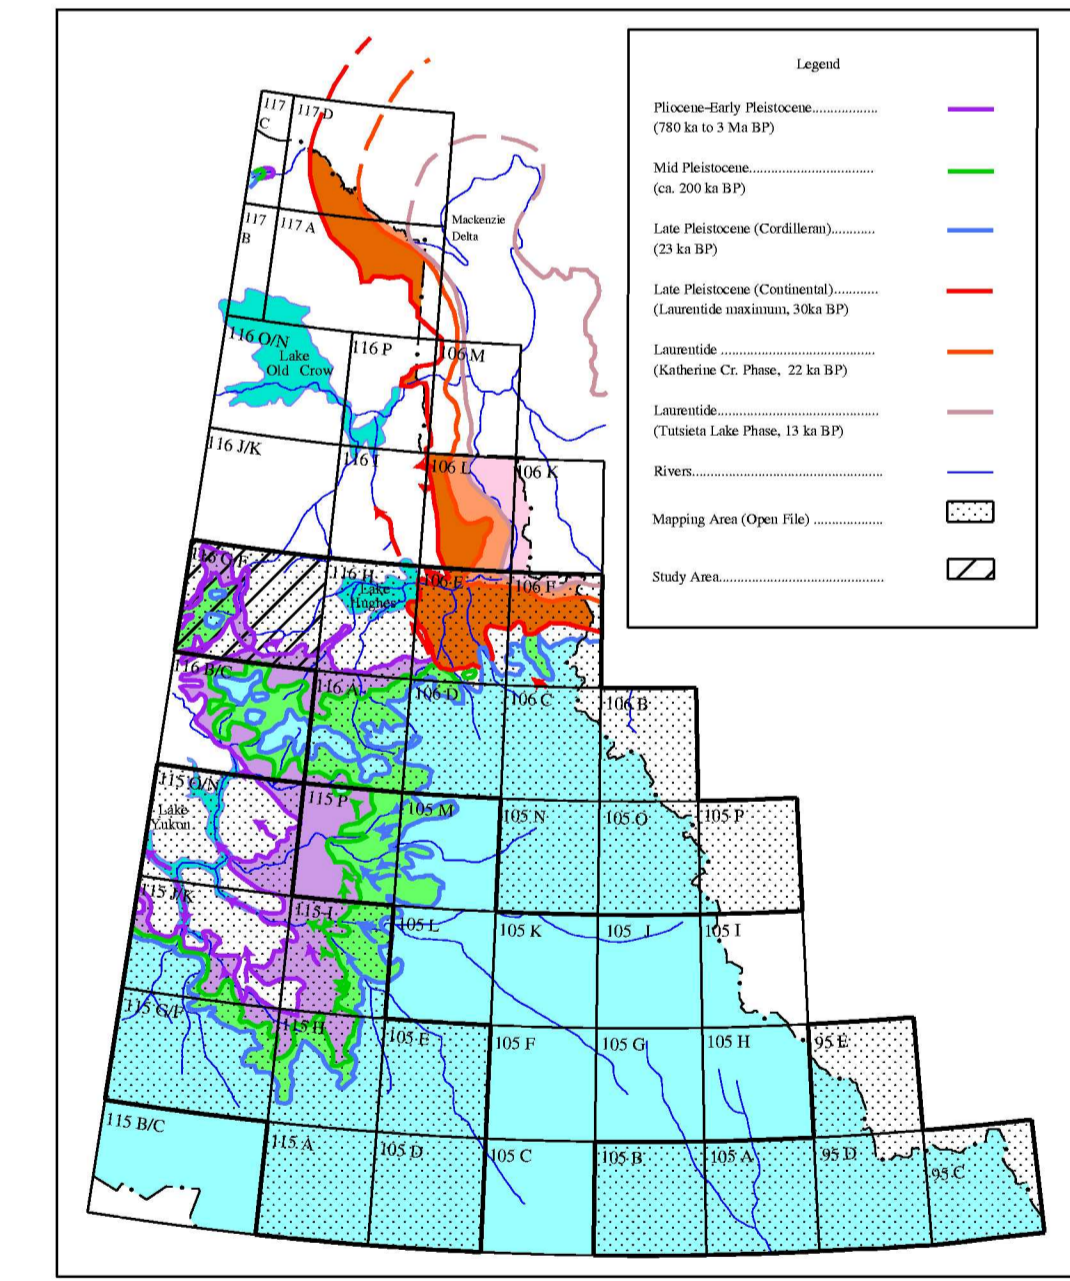 Legend
Pliocene-Early Pleistocene...................
(780 ka to 3 Ma BP)
Mid Pleistocene....................................
(ca. 200 ka BP)
Late Pleistocene (Cordilleran)............
(23 ka BP)
Late Pleistocene (Continental)............
(Laurentide maximum, 30ka BP)
Laurentide ............................................
(Katherine Cr. Phase, 22 ka BP)
Laurentide..............................................
(Tutsieta Lake Phase, 13 ka BP)
Rivers......................................................
Mapping Area (Open File) ....................
Study Area...............................................
117
C
117 D
117
B
117 A
Mackenzie
Delta
116 O/N
Lake
Old Crow
116 P
106 M
116 J/K
116 I
106 L
106 K
116 G/F
116 H
Lake
Hughes
106 E
106 F
116 B/C
116 A
106 D
106 C
106 B
115 O/N
Lake
Yukon
115 P
105 M
105 N
105 O
105 P
115 J/K
115 I
105 L
105 K
105 J
105 I
115 G/F
115 H
105 E
105 F
105 G
105 H
95 E
115 B/C
115 A
105 D
105 C
105 B
105 A
95 D
95 C